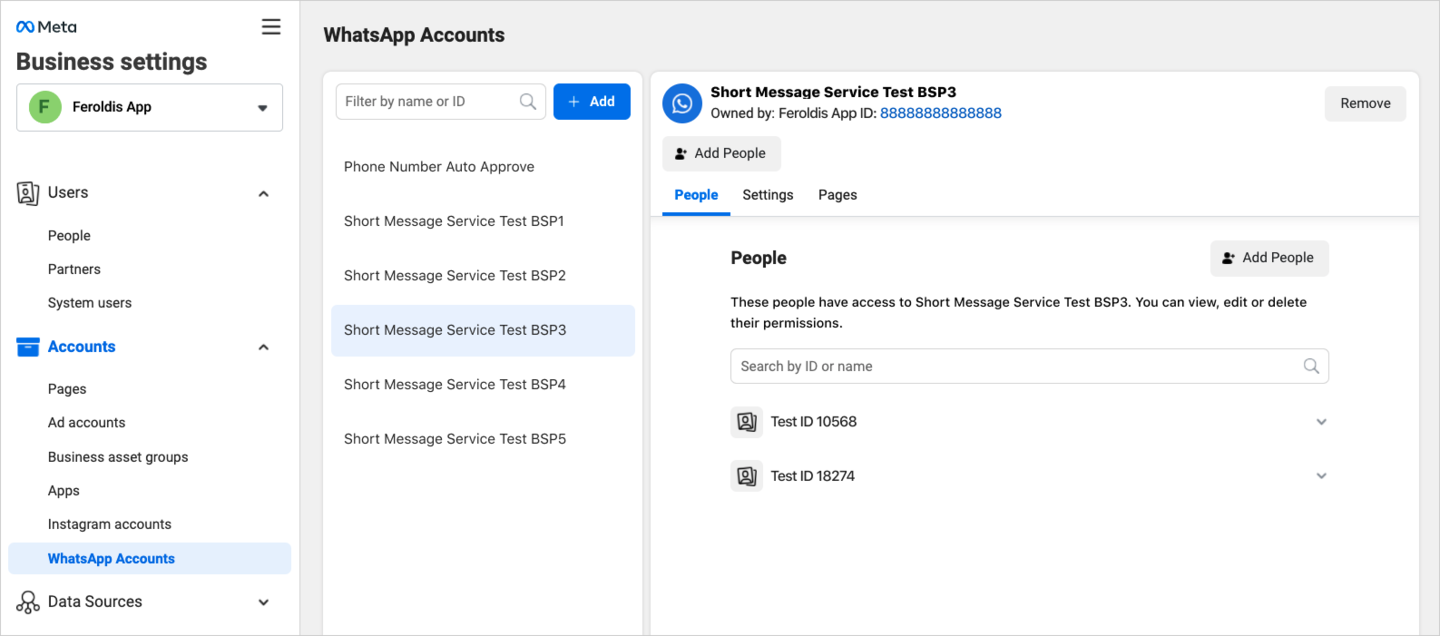 Meta
Business settings
F
Feroldis App
Users
People
Partners
System users
Accounts
Pages
Ad accounts
Business asset groups
Apps
Instagram accounts
WhatsApp Accounts
Data Sources
WhatsApp Accounts
Filter by name or ID
+ Add
Phone Number Auto Approve
Short Message Service Test BSP1
Short Message Service Test BSP2
Short Message Service Test BSP3
Short Message Service Test BSP4
Short Message Service Test BSP5
Short Message Service Test BSP3
Owned by: Feroldis App ID: 88888888888888
Remove
Add People
People Settings Pages
People
Add People
These people have access to Short Message Service Test BSP3. You can view, edit or delete
their permissions.
Search by ID or name
Test ID 10568
Test ID 18274